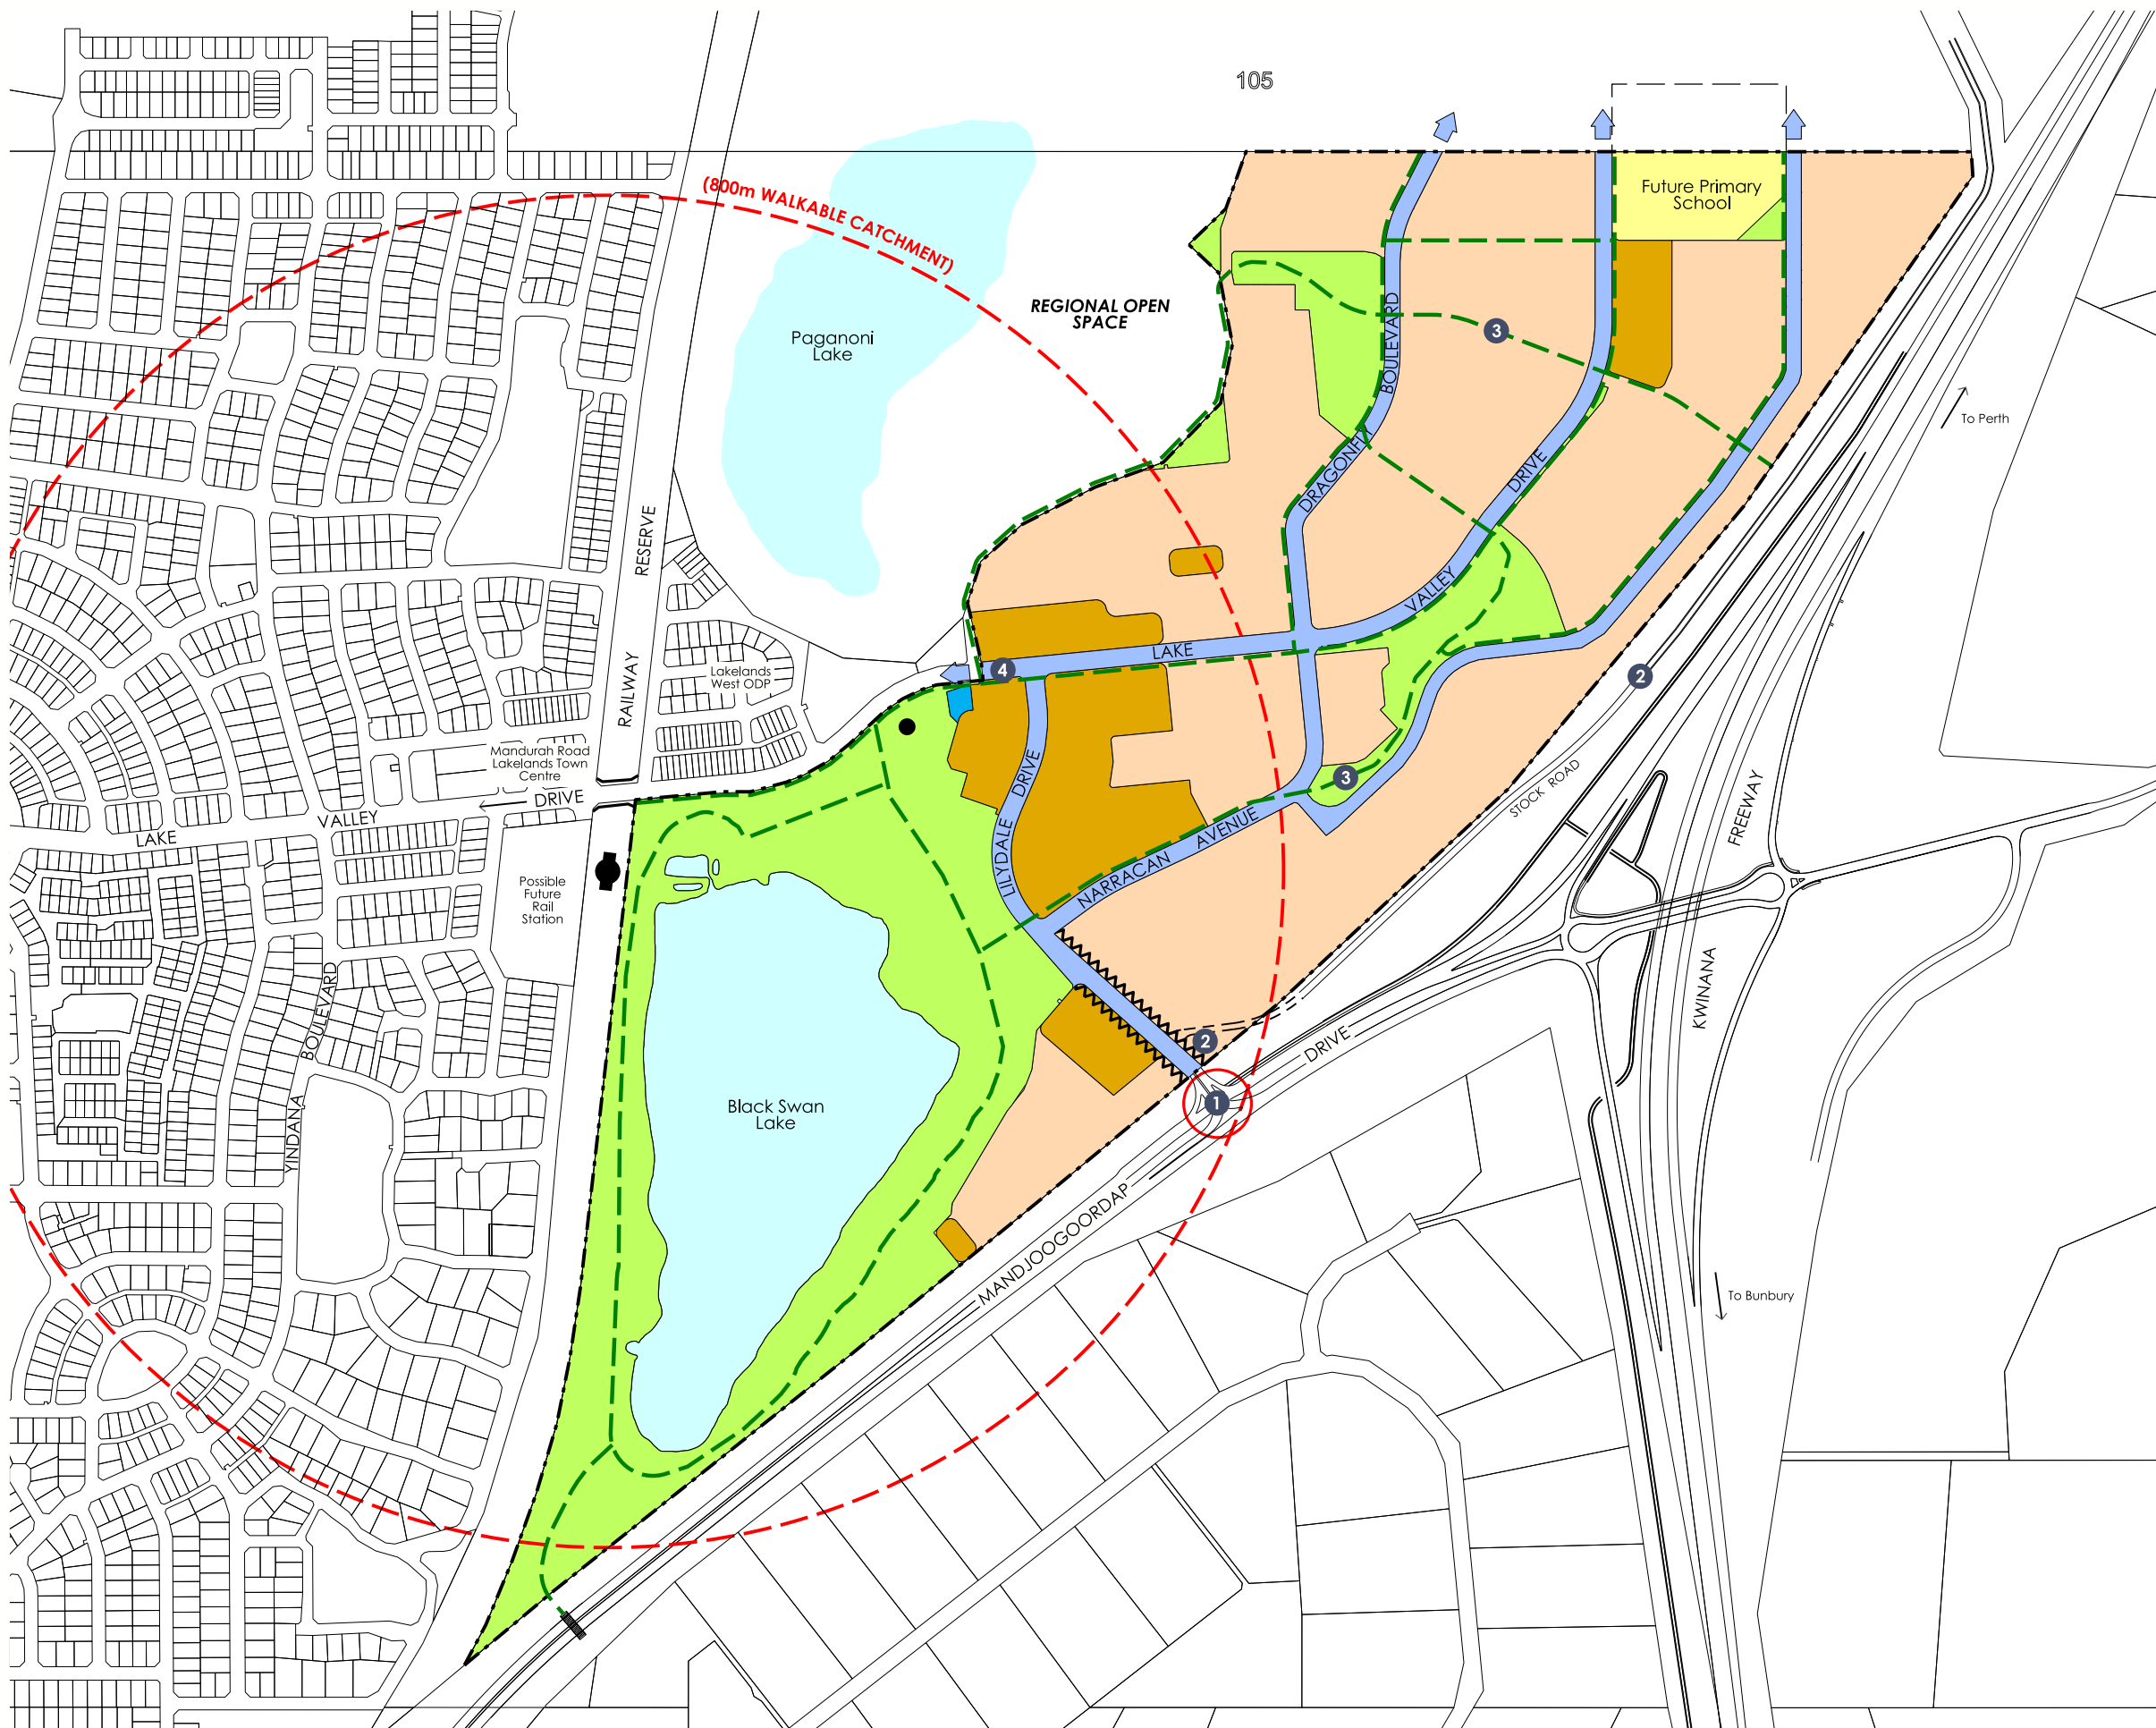 105
Future Primary
School
(800m WALKABLE CATCHMENT)
REGIONAL OPEN
SPACE
Paganoni
Lake
BOULEVARD
3
To Perth
DRAGONFLY
DRIVE
RESERVE
VALLEY
LAKE
4
Lakelands
West ODP
2
RAILWAY
Mandurah Road
Lakelands Town
Centre
DRIVE
VALLEY
LAKE
DRIVE
3
STOCK ROAD
FREEWAY
LILYDALE
NARRACAN
AVENUE
Possible
Future
Rail
Station
BOULEVARD
KWINANA
2
DRIVE
1
Black Swan
Lake
YINDANA
MANDJOOGOORDAP
To Bunbury